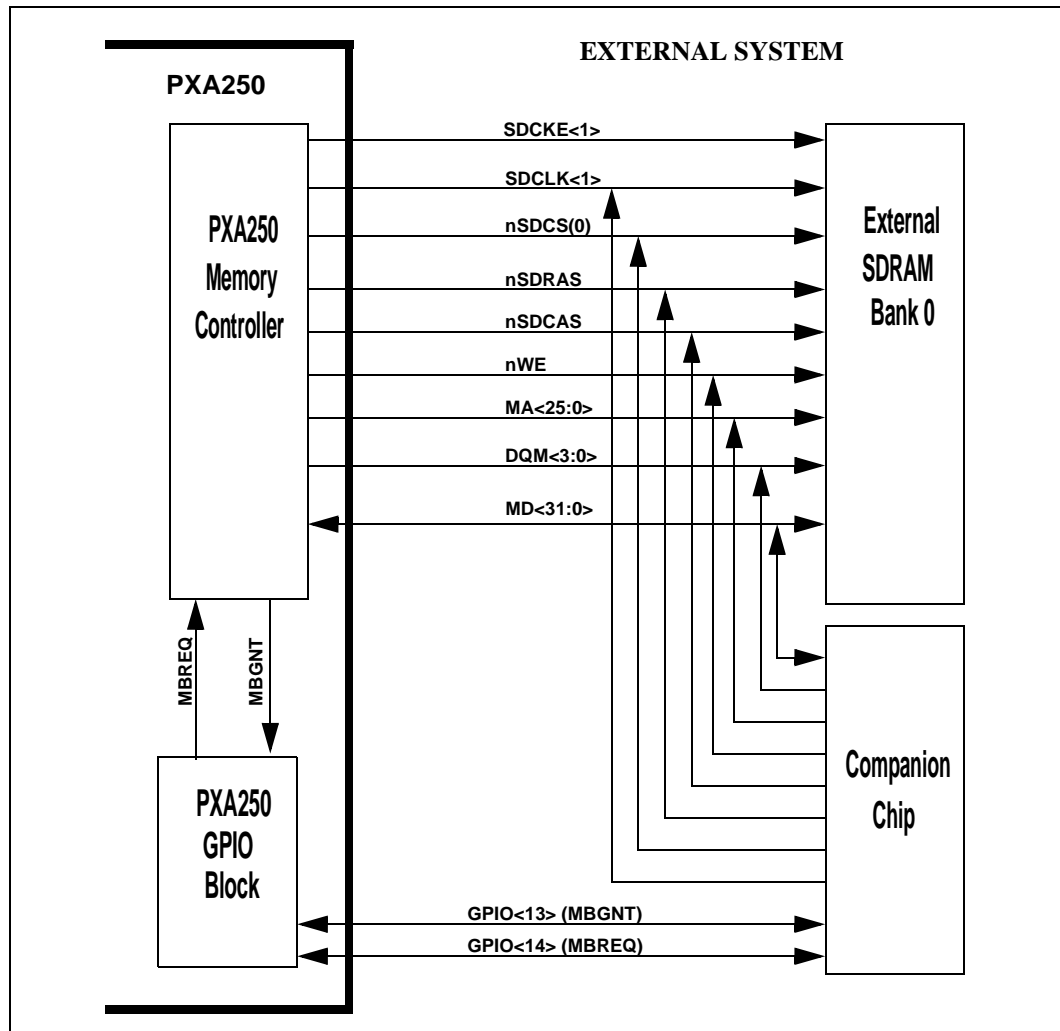 EXTERNAL SYSTEM
PXA250
SDCKE<1>
SDCLK<1>
nSDCS(0)
nSDRAS
nSDCAS
nWE
MA<25:0>
DQM<3:0>
MD<31:0>
PXA250
Memory
Controller
External
SDRAM
Bank 0
MBREQ
MBGNT
PXA250
GPIO
Block
Companion
Chip
GPIO<13> (MBGNT)
GPIO<14> (MBREQ)